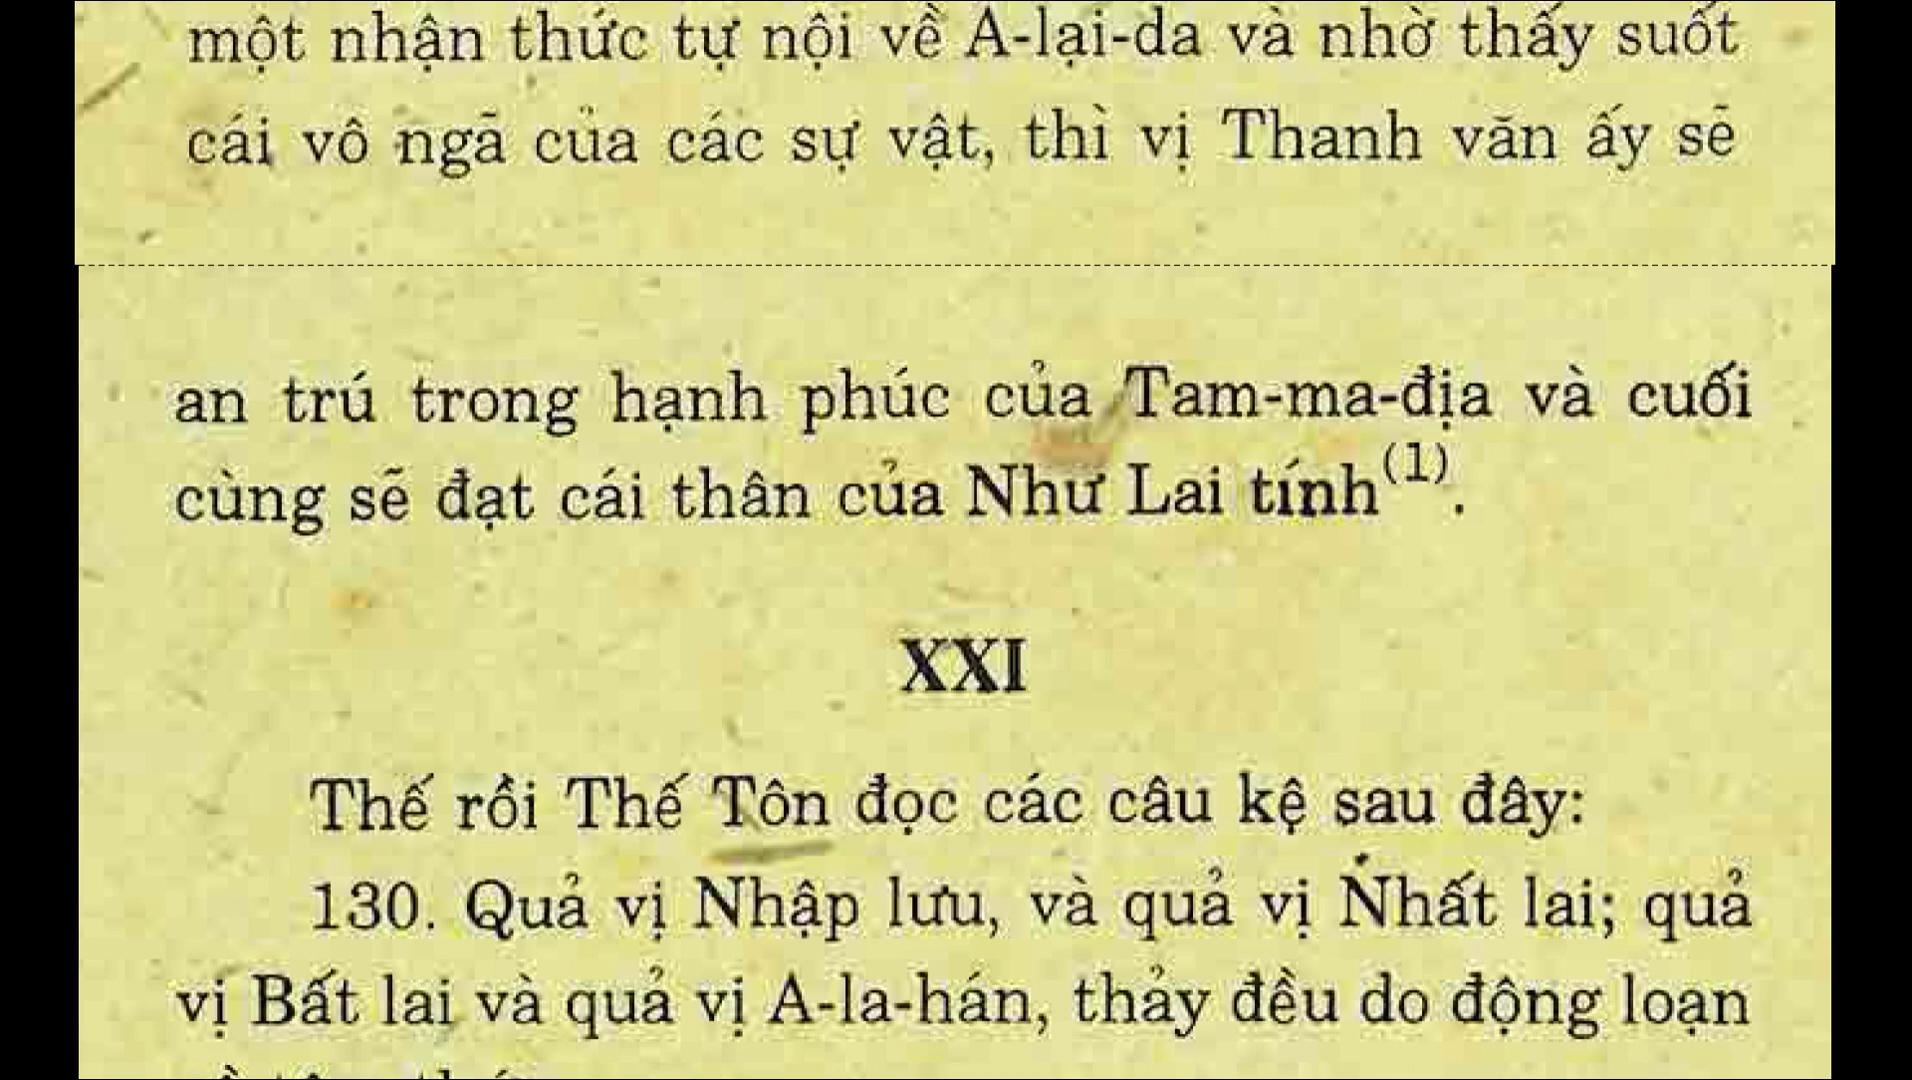 một nhận thức tự nội về A-lại-da và nhờ thấy suốt
cái vô ngã của các sự vật, thì vị Thanh văn ấy sẽ
an trú trong hạnh phúc của Tam-ma-địa và cuối
cùng sẽ đạt cái thân của Như Lai tính(1).
XXI
Thế rồi Thế Tôn đọc các câu kệ sau đây:
130. Quả vị Nhập lưu, và quả vị Nhất lai; quả
vị Bất lai và quả vị A-la-hán, thảy đều do động loạn